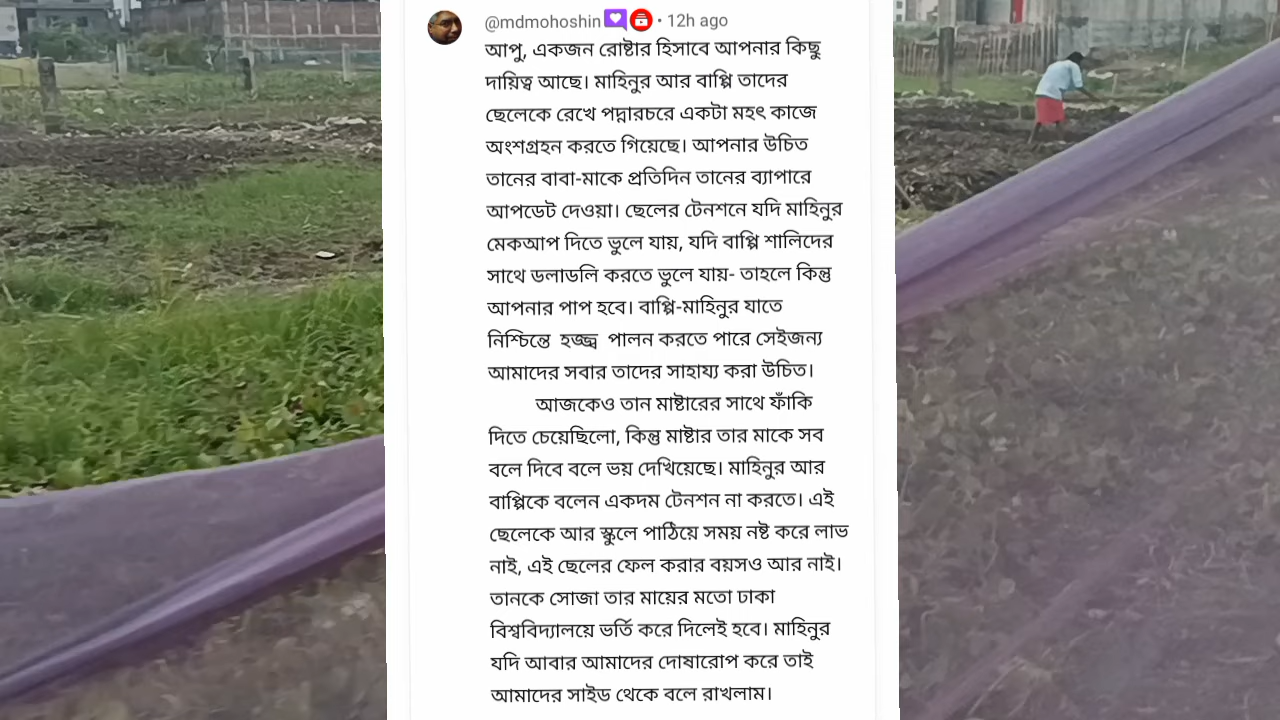 @mdmohoshin • 12h ago
আপু, একজন রোষ্টার হিসাবে আপনার কিছু
দায়িত্ব আছে। মাহিনুর আর বাপ্পি তাদের
ছেলেকে রেখে পদ্মারচরে একটা মহৎ কাজে
অংশগ্রহন করতে গিয়েছে। আপনার উচিত
তানের বাবা-মাকে প্রতিদিন তানের ব্যাপারে
আপডেট দেওয়া। ছেলের টেনশনে যদি মাহিনুর
মেকআপ দিতে ভুলে যায়, যদি বাপ্পি শালিদের
সাথে ডলাডলি করতে ভুলে যায়- তাহলে কিন্তু
আপনার পাপ হবে। বাপ্পি-মাহিনুর যাতে
নিশ্চিন্তে হজ্জ্ব পালন করতে পারে সেইজন্য
আমাদের সবার তাদের সাহায্য করা উচিত।
আজকেও তান মাষ্টারের সাথে ফাঁকি
দিতে চেয়েছিলো, কিন্তু মাষ্টার তার মাকে সব
বলে দিবে বলে ভয় দেখিয়েছে। মাহিনুর আর
বাপ্পিকে বলেন একদম টেনশন না করতে। এই
ছেলেকে আর স্কুলে পাঠিয়ে সময় নষ্ট করে লাভ
নাই, এই ছেলের ফেল করার বয়সও আর নাই।
তানকে সোজা তার মায়ের মতো ঢাকা
বিশ্ববিদ্যালয়ে ভর্তি করে দিলেই হবে। মাহিনুর
যদি আবার আমাদের দোষারোপ করে তাই
আমাদের সাইড থেকে বলে রাখলাম।